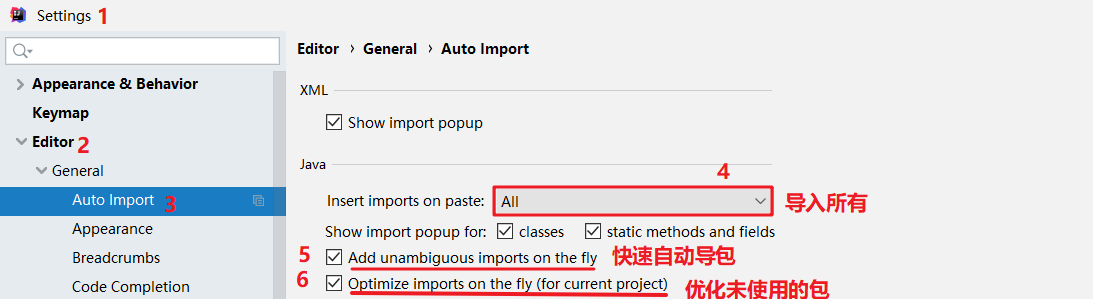 Settings 1
Editor › General › Auto Import
Appearance & Behavior
Keymap
Editor 2
General
Auto Import 3
Appearance
Breadcrumbs
Code Completion
XML
Show import popup
Java
4
Insert imports on paste: All 导入所有
Show import popup for: classes static methods and fields
5 Add unambiguous imports on the fly 快速自动导包
6 Optimize imports on the fly (for current project) 优化未使用的包